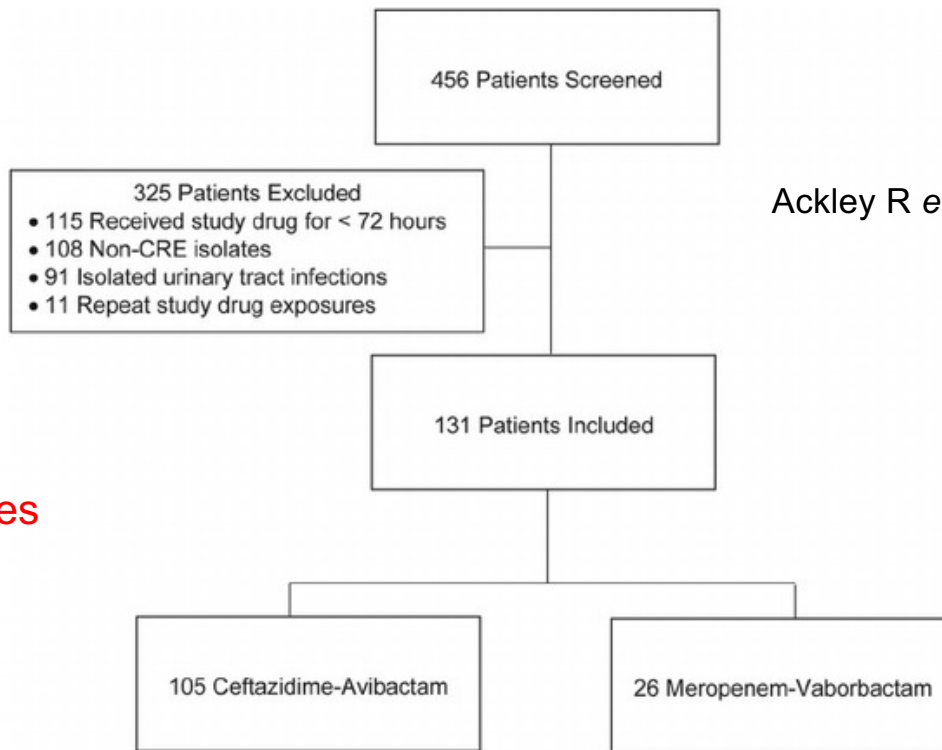 456 Patients Screened
325 Patients Excluded
• 115 Received study drug for < 72 hours
• 108 Non-CRE isolates
• 91 Isolated urinary tract infections
• 11 Repeat study drug exposures
Ackley R e
131 Patients Included
es
105 Ceftazidime-Avibactam
26 Meropenem-Vaborbactam